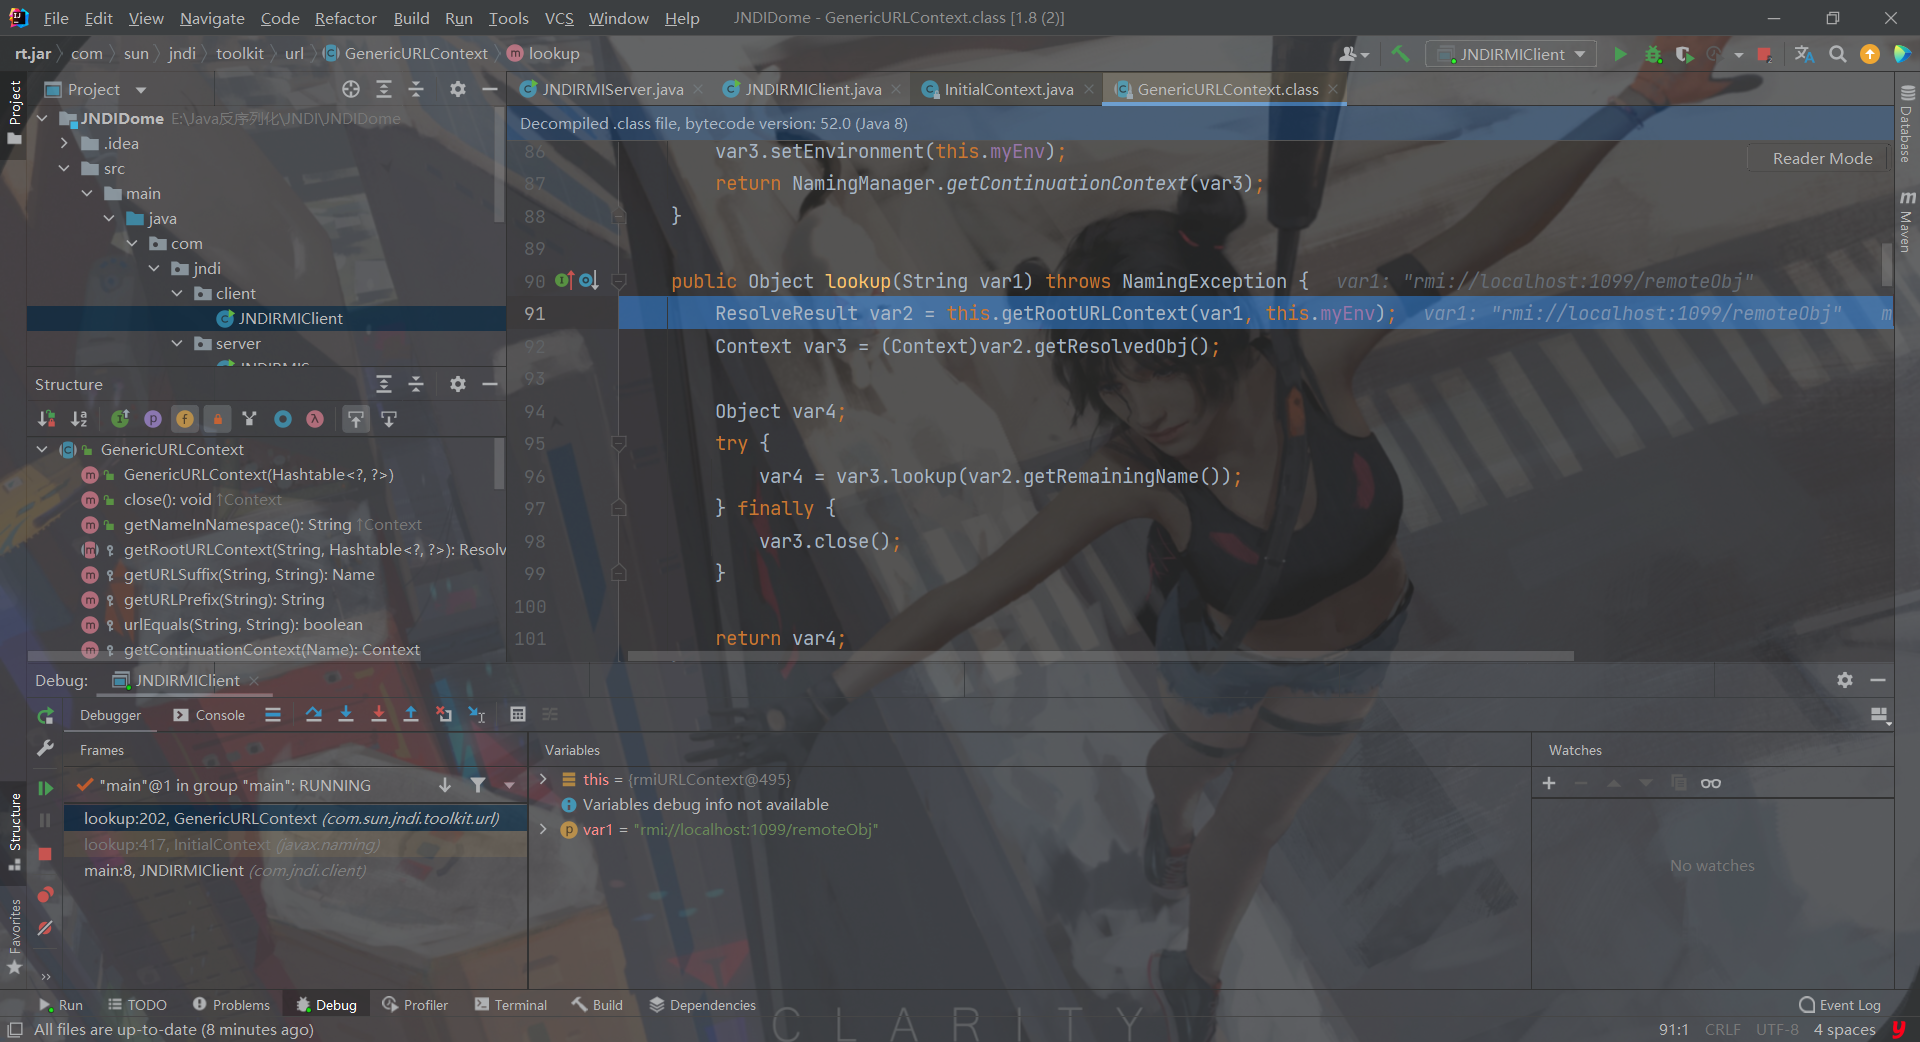 File Edit View Navigate Code Refactor Build Run Tools VCS Window Help JNDIDome - GenericURLContext.class [1.8 (2)]
rt.jar com sun jndi toolkit url GenericURLContext lookup JNDIRMIClient
Project
JNDIRMIServer.java JNDIRMIClient.java InitialContext.java GenericURLContext.class
JNDIDome E:\Java反序列化\JNDI\JNDIDome
.idea
src
main
java
com
jndi
client
JNDIRMIClient
server
Decompiled .class file, bytecode version: 52.0 (Java 8)
Reader Mode
86 var3.setEnvironment(this.myEnv);
87 return NamingManager.getContinuationContext(var3);
88 }
89
90 public Object lookup(String var1) throws NamingException { var1: "rmi://localhost:1099/remoteObj"
91 ResolveResult var2 = this.getRootURLContext(var1, this.myEnv); var1: "rmi://localhost:1099/remoteObj" m
92 Context var3 = (Context)var2.getResolvedObj();
93
94 Object var4;
95 try {
96 var4 = var3.lookup(var2.getRemainingName());
97 } finally {
98 var3.close();
99 }
100
101 return var4;
Structure
GenericURLContext
GenericURLContext(Hashtable<?, ?>)
close(): void ↑Context
getNameInNamespace(): String ↑Context
getRootURLContext(String, Hashtable<?, ?>): Resolv
getURLSuffix(String, String): Name
getURLPrefix(String): String
urlEquals(String, String): boolean
getContinuationContext(Name): Context
Project
Structure
Favorites
Database
Maven
Debug: JNDIRMIClient
Debugger Console
Frames
"main"@1 in group "main": RUNNING
lookup:202, GenericURLContext (com.sun.jndi.toolkit.url)
lookup:417, InitialContext (javax.naming)
main:8, JNDIRMIClient (com.jndi.client)
Variables
this = {rmiURLContext@495}
Variables debug info not available
var1 = "rmi://localhost:1099/remoteObj"
Watches
No watches
Run TODO Problems Debug Profiler Terminal Build Dependencies Event Log
CLARITY
All files are up-to-date (8 minutes ago) 91:1 CRLF UTF-8 4 spaces